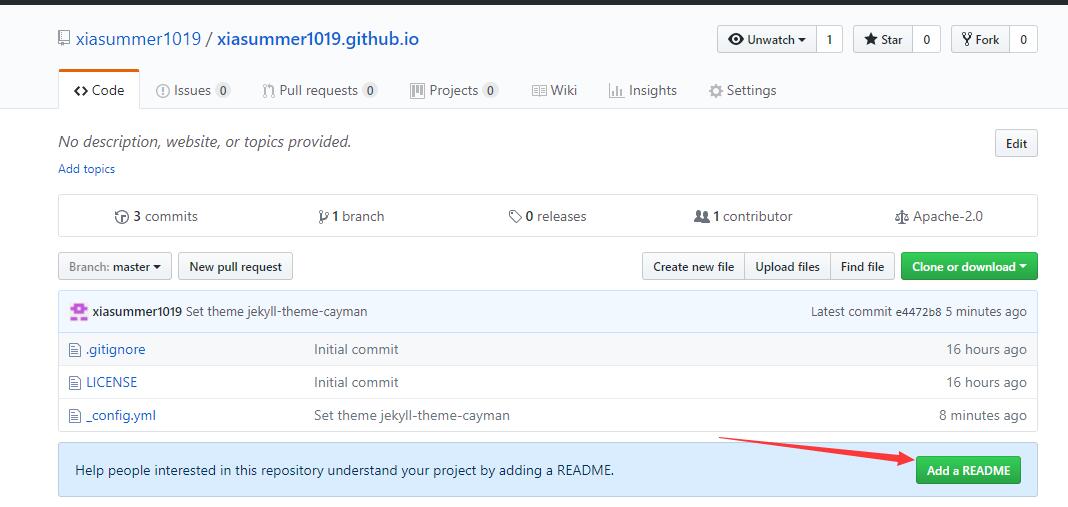 xiasummer1019 / xiasummer1019.github.io
Unwatch 1 Star 0 Fork 0
Code Issues 0 Pull requests 0 Projects 0 Wiki Insights Settings
No description, website, or topics provided. Edit
Add topics
3 commits 1 branch 0 releases 1 contributor Apache-2.0
Branch: master New pull request Create new file Upload files Find file Clone or download
xiasummer1019 Set theme jekyll-theme-cayman Latest commit e4472b8 5 minutes ago
.gitignore Initial commit 16 hours ago
LICENSE Initial commit 16 hours ago
_config.yml Set theme jekyll-theme-cayman 8 minutes ago
Help people interested in this repository understand your project by adding a README. Add a README